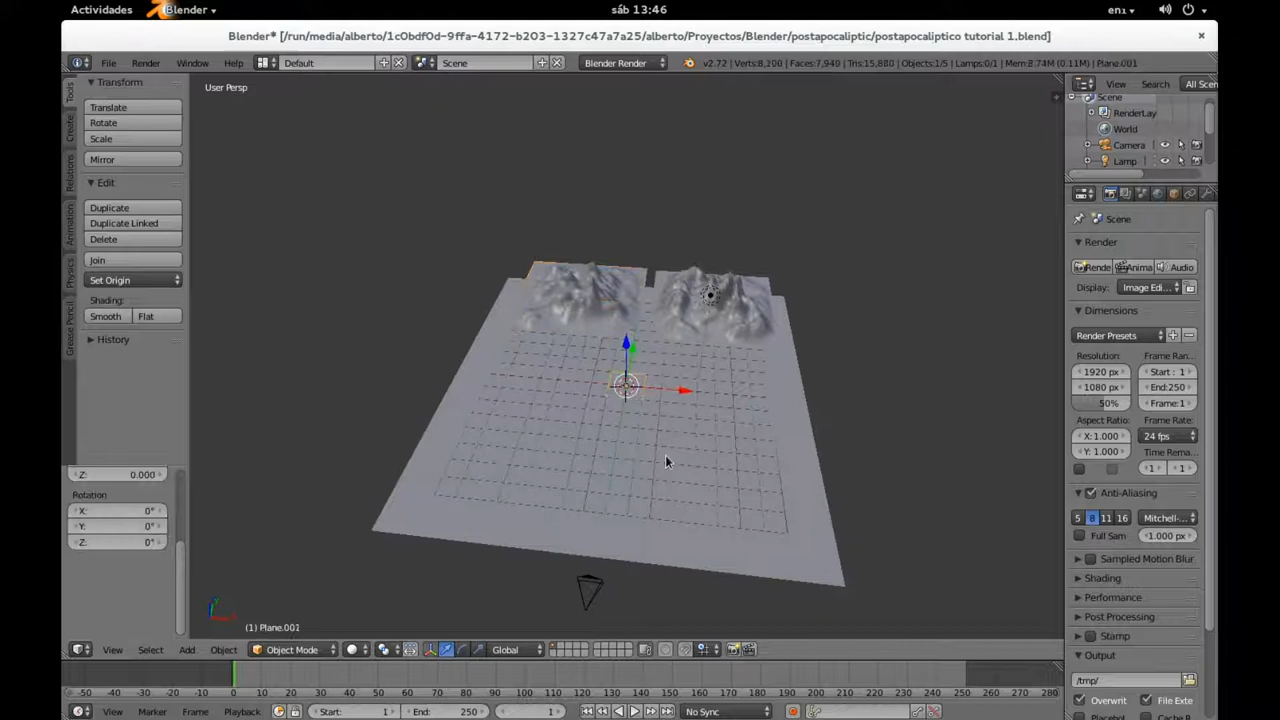 Actividades Blender sáb 13:46 en₁
Blender* [/run/media/alberto/1c0bdf0d-9ffa-4172-b203-1327c47a7a25/alberto/Proyectos/Blender/postapocaliptic/postapocaliptico tutorial 1.blend] ×
File Render Window Help Default Scene Blender Render v2.72 | Verts:8,200 | Faces:7,940 | Tris:15,880 | Objects:1/5 | Lamps:0/1 | Mem:8.74M (0.11M) | Plane.001
Tools
Create
Relations
Animation
Physics
Grease Pencil
Transform
Translate
Rotate
Scale
Mirror
Edit
Duplicate
Duplicate Linked
Delete
Join
Set Origin
Shading:
Smooth Flat
History
Z: 0.000
Rotation
X: 0°
Y: 0°
Z: 0°
User Persp
(1) Plane.001
View Select Add Object Object Mode Global
-50 -40 -30 -20 -10 0 10 20 30 40 50 60 70 80 90 100 110 120 130 140 150 160 170 180 190 200 210 220 230 240 250 260 270 280
View Marker Frame Playback Start: 1 End: 250 1 No Sync
View Search All Scen
Scene
RenderLay
World
Camera
Lamp
Scene
Render
Rende Anima Audio
Display: Image Edi...
Dimensions
Render Presets
Resolution: Frame Ran...
1920 px Start : 1
1080 px End:250
50% Frame:1
Aspect Ratio: Frame Rate:
X: 1.000 24 fps
Y: 1.000 Time Rema...
1 1
Anti-Aliasing
5 8 11 16 Mitchell-...
Full Sam 1.000 px
Sampled Motion Blur
Shading
Performance
Post Processing
Stamp
Output
/tmp/
Overwrit File Exte